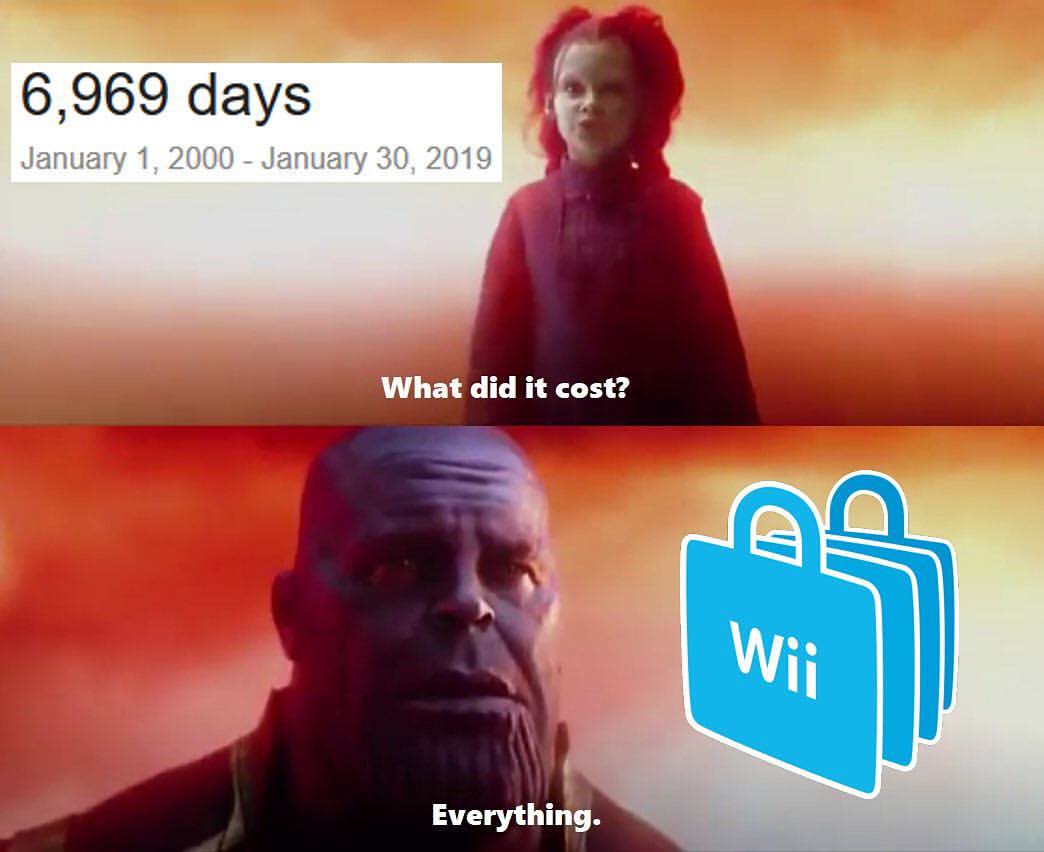 6,969 days
January 1, 2000 - January 30, 2019
What did it cost?
Wii
Everything.